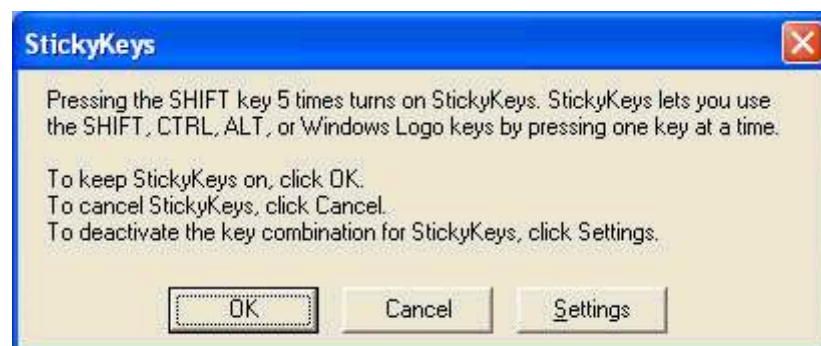 StickyKeys
Pressing the SHIFT key 5 times turns on StickyKeys. StickyKeys lets you use
the SHIFT, CTRL, ALT, or Windows Logo keys by pressing one key at a time.
To keep StickyKeys on, click OK.
To cancel StickyKeys, click Cancel.
To deactivate the key combination for StickyKeys, click Settings.
OK Cancel Settings